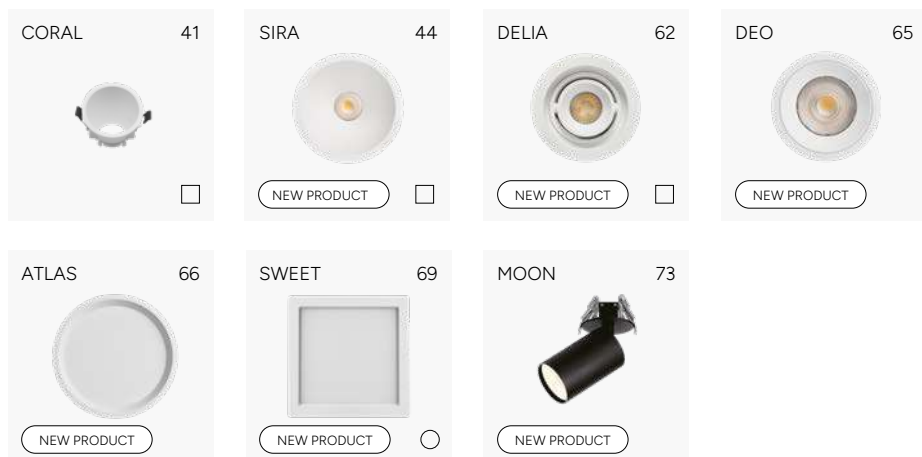 CORAL 41
SIRA 44
DELIA 62
DEO 65
NEW PRODUCT
NEW PRODUCT
NEW PRODUCT
ATLAS 66
SWEET 69
MOON 73
NEW PRODUCT
NEW PRODUCT
NEW PRODUCT